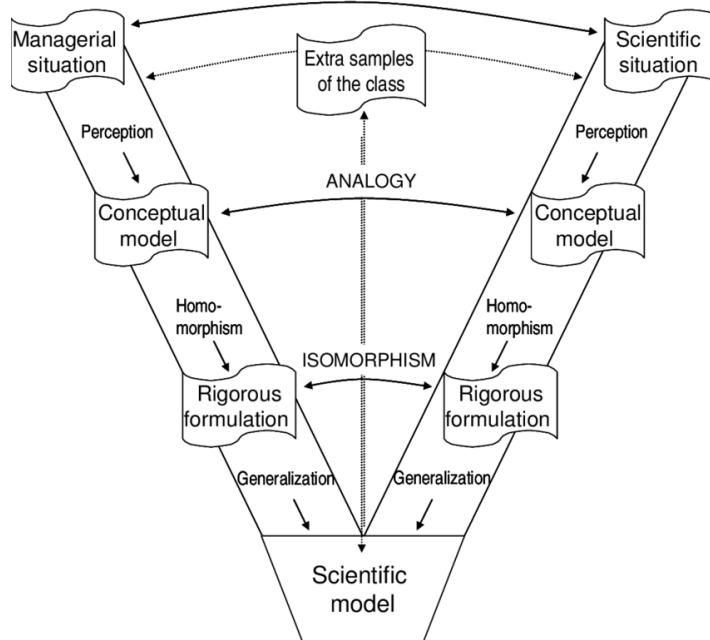 Managerial
situation
Extra samples
of the class
Scientific
situation
Perception
Perception
ANALOGY
Conceptual
model
Conceptual
model
Homo-
morphism
Homo-
morphism
ISOMORPHISM
Rigorous
formulation
Rigorous
formulation
Generalization
Generalization
Scientific
model